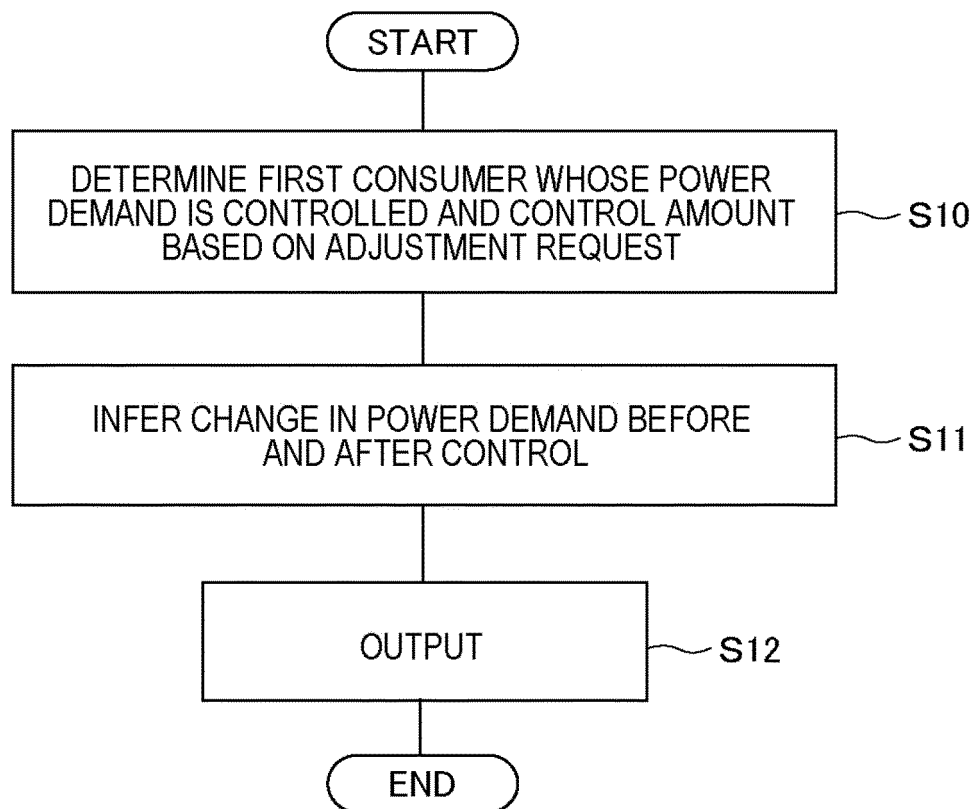 START
DETERMINE FIRST CONSUMER WHOSE POWER
DEMAND IS CONTROLLED AND CONTROL AMOUNT
BASED ON ADJUSTMENT REQUEST
S10
INFER CHANGE IN POWER DEMAND BEFORE
AND AFTER CONTROL
S11
OUTPUT
S12
END